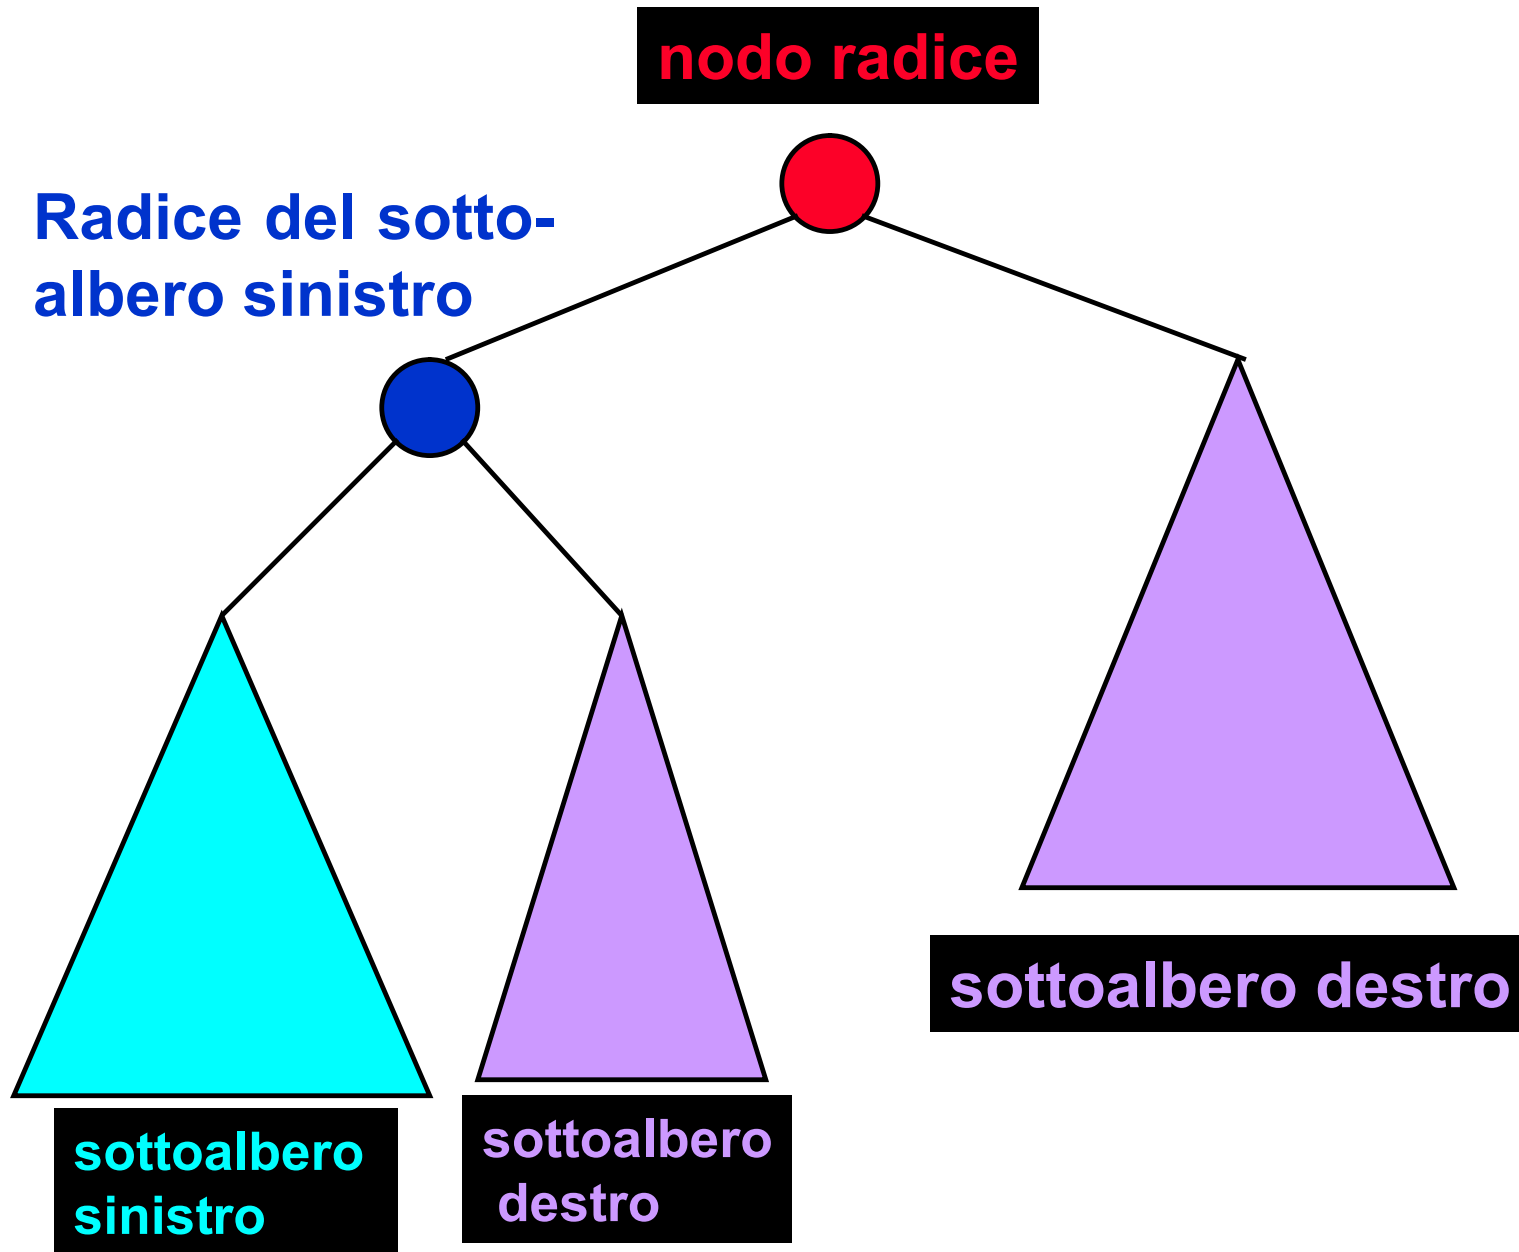 nodo radice
Radice del sotto-
albero sinistro
sottoalbero destro
sottoalbero
sinistro
sottoalbero
destro